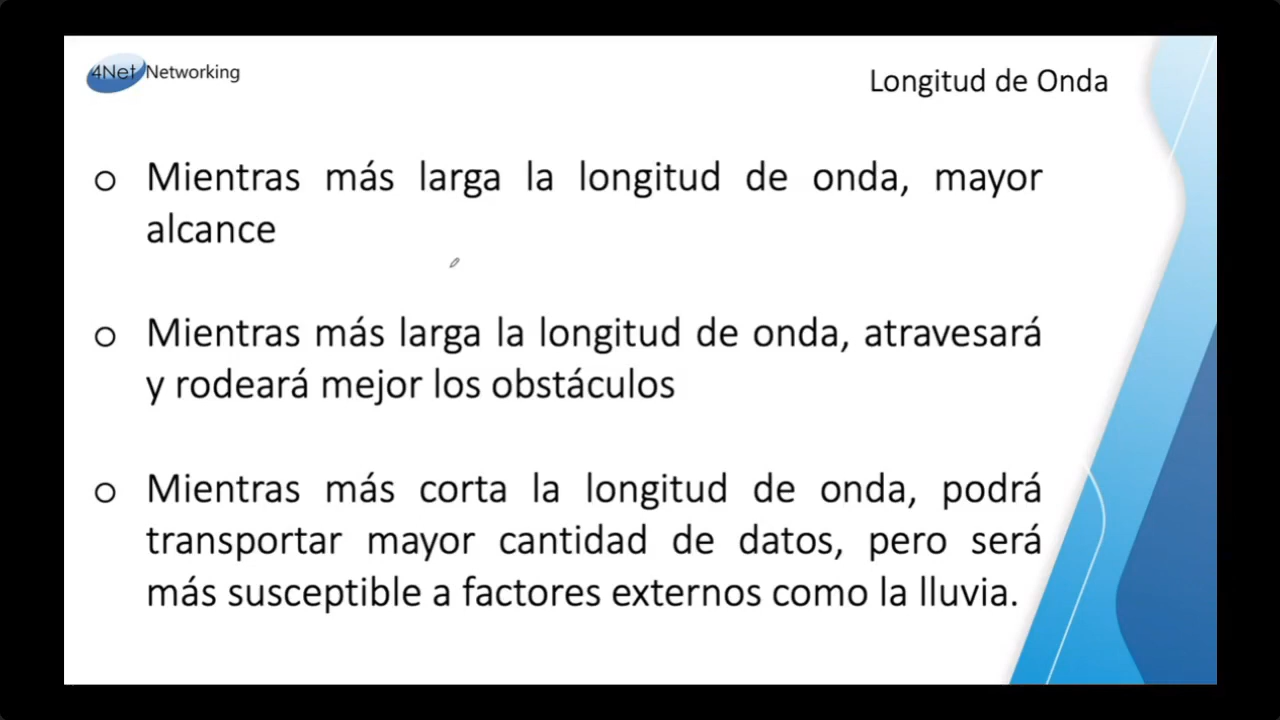 4Net Networking
Longitud de Onda
o Mientras más larga la longitud de onda, mayor
alcance
o Mientras más larga la longitud de onda, atravesará
y rodeará mejor los obstáculos
o Mientras más corta la longitud de onda, podrá
transportar mayor cantidad de datos, pero será
más susceptible a factores externos como la lluvia.